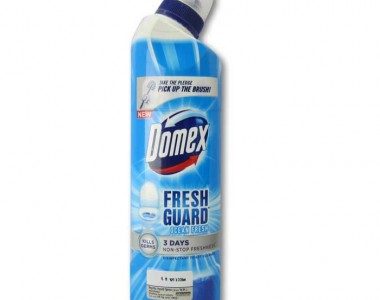 TAKE THE PLEDGE
PICK UP THE BRUSH!
NEW
Domex
FRESH
GUARD
OCEAN FRESH
KILLS
GERMS
3 DAYS
NON-STOP FRESHNESS